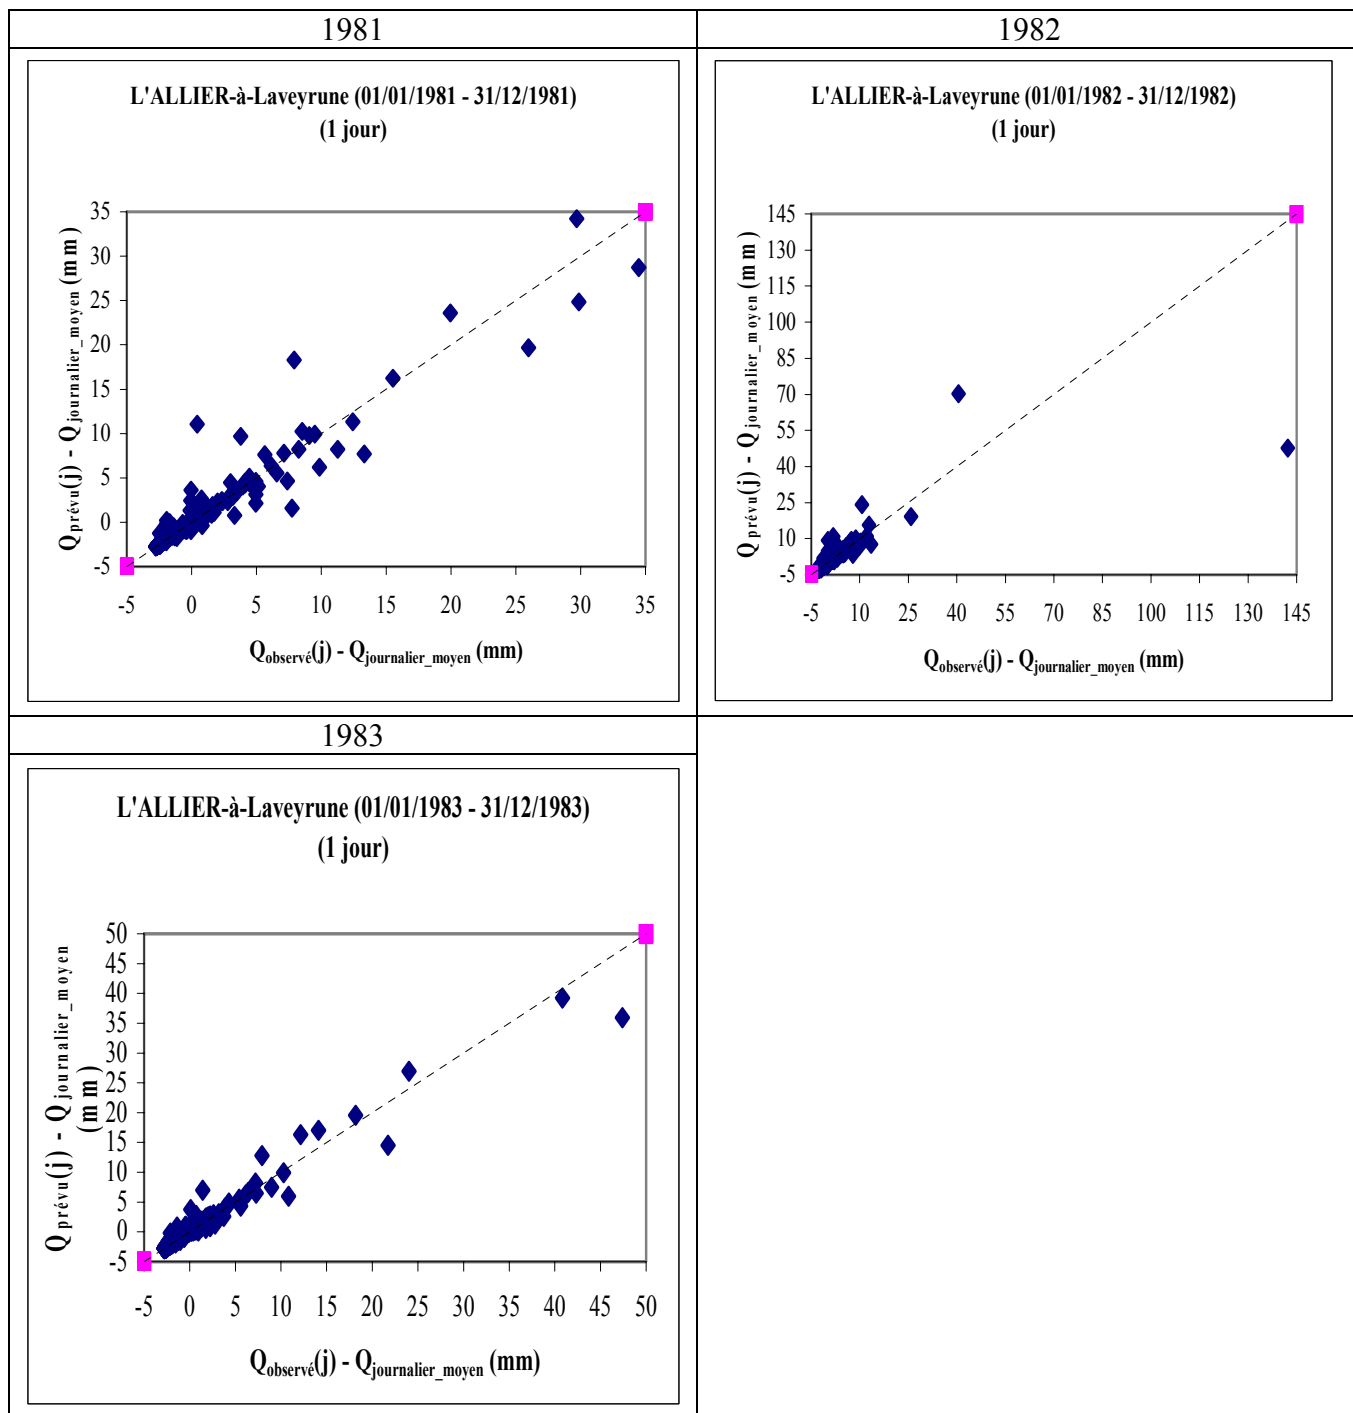 1981
1982
L'ALLIER-à-Laveyrune (01/01/1981 - 31/12/1981)
(1 jour)
Qprévu(j) - Qjournalier_moyen (mm)
35
30
25
20
15
10
5
0
-5
-5 0 5 10 15 20 25 30 35
Qobservé(j) - Qjournalier_moyen (mm)
L'ALLIER-à-Laveyrune (01/01/1982 - 31/12/1982)
(1 jour)
Qprévu(j) - Qjournalier_moyen (mm)
145
130
115
100
85
70
55
40
25
10
-5
-5 10 25 40 55 70 85 100 115 130 145
Qobservé(j) - Qjournalier_moyen (mm)
1983
L'ALLIER-à-Laveyrune (01/01/1983 - 31/12/1983)
(1 jour)
Qprévu(j) - Qjournalier_moyen
(mm)
50
45
40
35
30
25
20
15
10
5
0
-5
-5 0 5 10 15 20 25 30 35 40 45 50
Qobservé(j) - Qjournalier_moyen (mm)